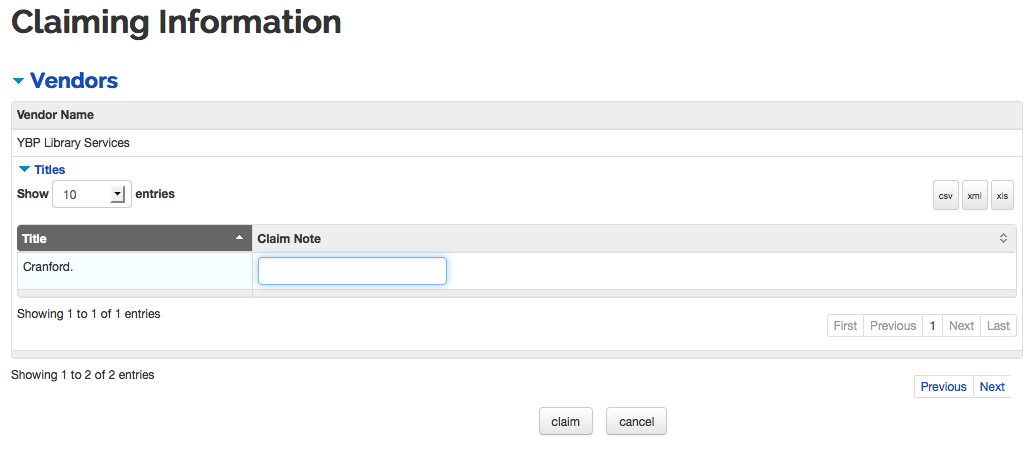 Claiming Information
Vendors
Vendor Name
YBP Library Services
Titles
Show 10 entries
csv xml xls
Title Claim Note
Cranford.
Showing 1 to 1 of 1 entries
First Previous 1 Next Last
Showing 1 to 2 of 2 entries
Previous Next
claim cancel